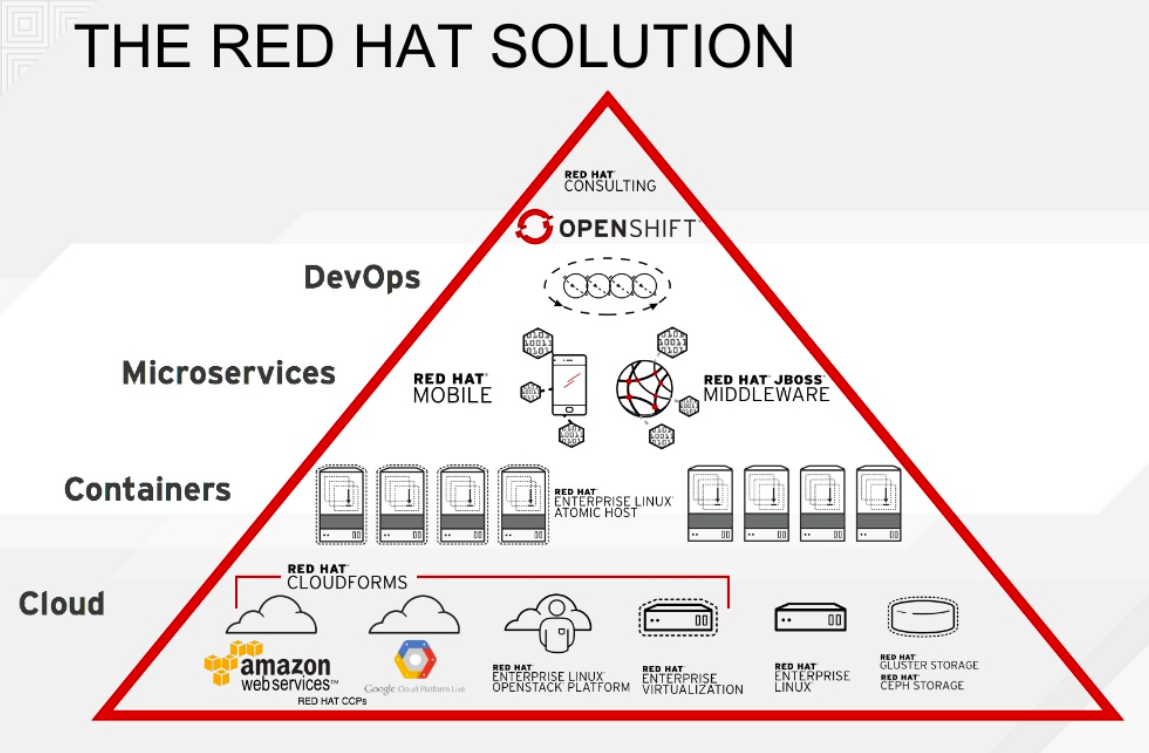 THE RED HAT SOLUTION
RED HAT
CONSULTING
OPENSHIFT
DevOps
Microservices
RED HAT
MOBILE
RED HAT JBOSS
MIDDLEWARE
Containers
RED HAT
ENTERPRISE LINUX
ATOMIC HOST
Cloud
RED HAT
CLOUDFORMS
amazon
web services™
RED HAT CCPs
Google Cloud Platform Live
RED HAT
ENTERPRISE LINUX
OPENSTACK PLATFORM
RED HAT
ENTERPRISE
VIRTUALIZATION
RED HAT
ENTERPRISE
LINUX
RED HAT
GLUSTER STORAGE
RED HAT
CEPH STORAGE